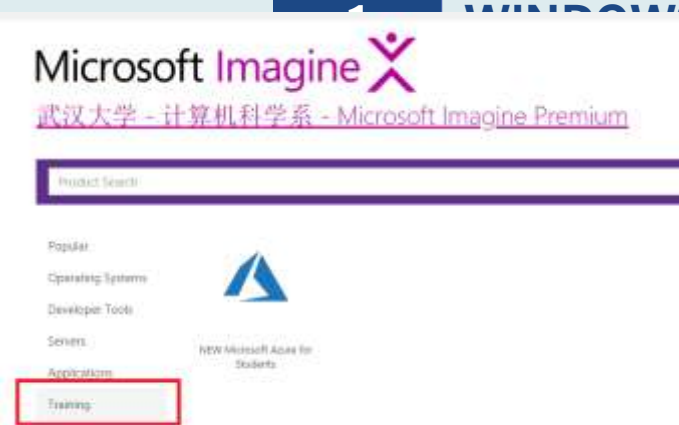 Microsoft Imagine
武汉大学 - 计算机科学系 - Microsoft Imagine Premium
Product Search
Popular
Operating Systems
Developer Tools
Servers
Applications
Training
NEW Microsoft Azure for
Students